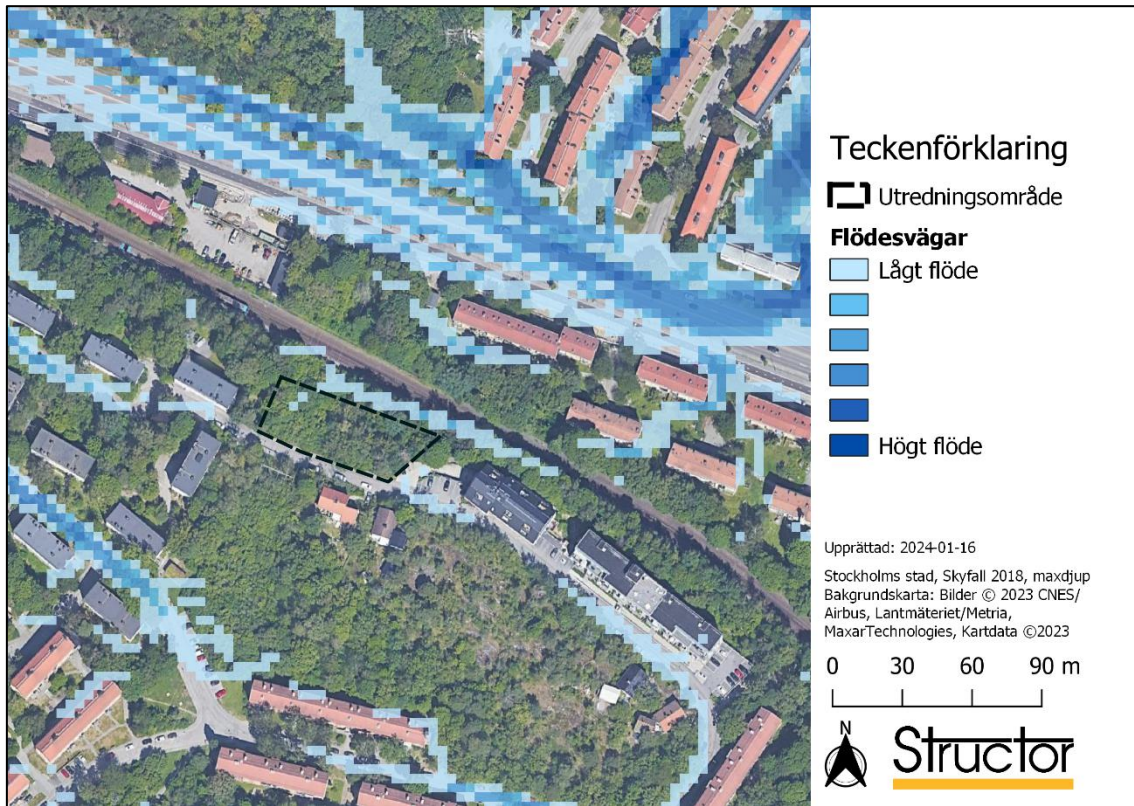 Teckenförklaring
Utredningsområde
Flödesvägar
Lågt flöde
Högt flöde
Upprättad: 2024-01-16
Stockholms stad, Skyfall 2018, maxdjup
Bakgrundskarta: Bilder © 2023 CNES/
Airbus, Lantmäteriet/Metria,
MaxarTechnologies, Kartdata ©2023
0 30 60 90 m
N
Structor